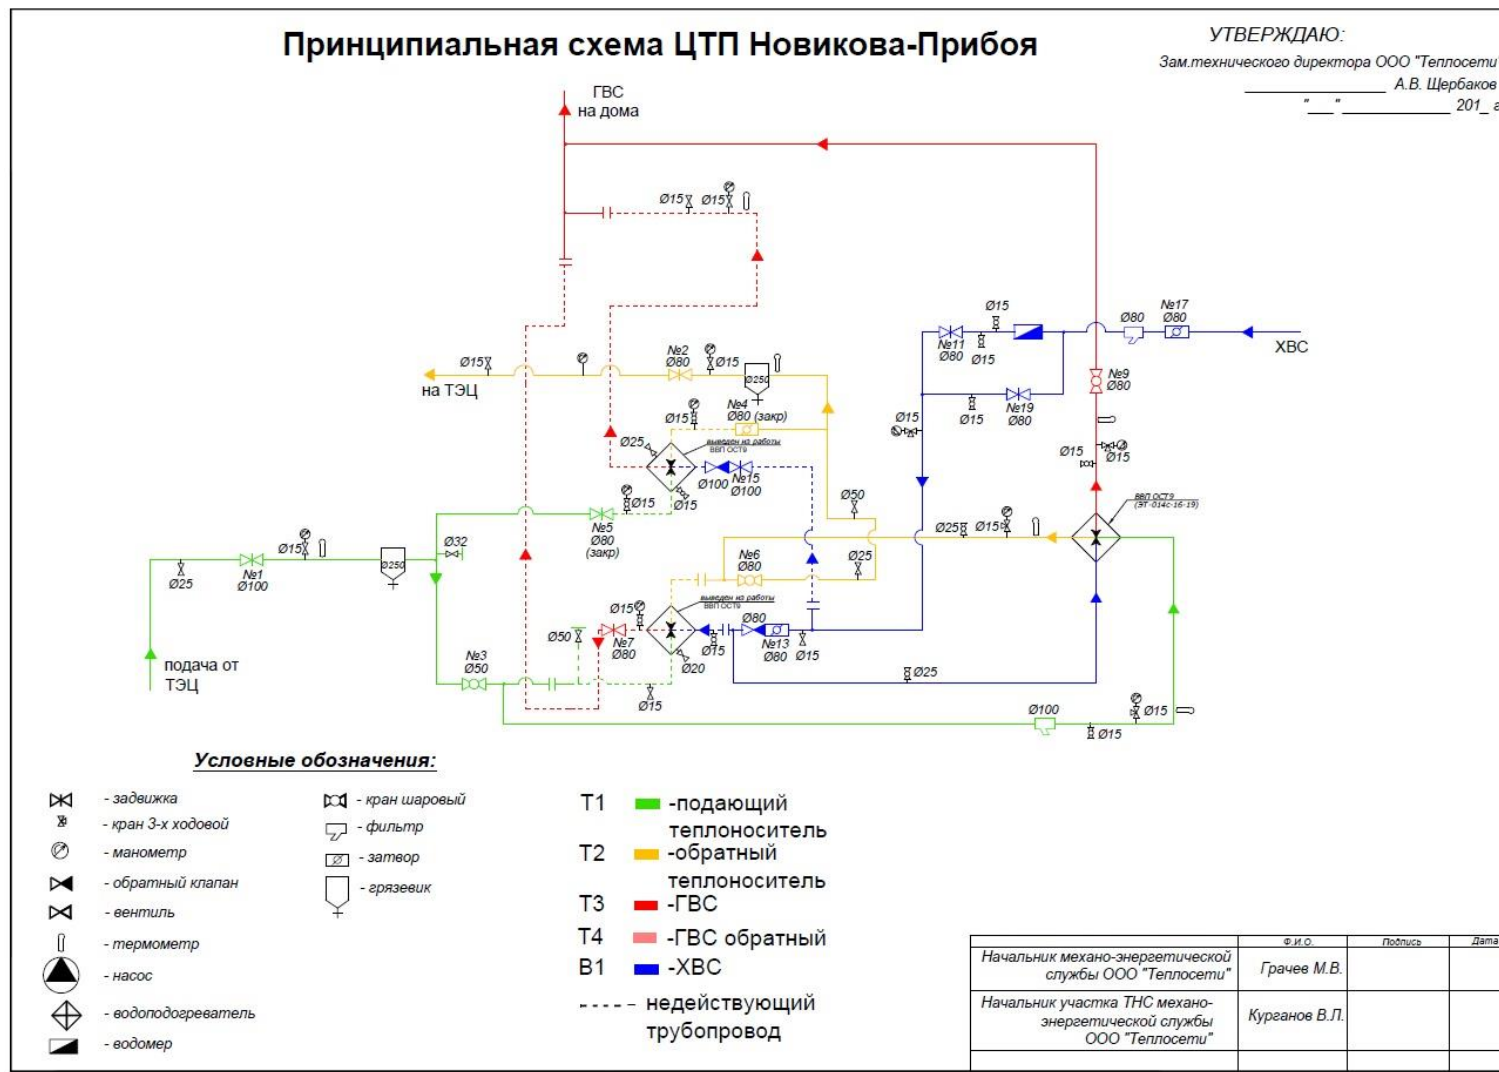 Принципиальная схема ЦТП Новикова-Прибоя
УТВЕРЖДАЮ:
Зам.технического директора ООО "Теплосети"
______________ А.В. Щербаков
"___" ______________ 201_ г
ГВС
на дома
Ø15
Ø15
№17
Ø80
Ø80
Ø15
№11
Ø80
Ø15
ХВС
№2
Ø80
Ø15
Ø15
Ø250
на ТЭЦ
№9
Ø80
№4
Ø80 (закр)
Ø15
Ø15
№19
Ø80
Ø15
Ø25
выведен из работы
ВВП ОСТ9
Ø15
Ø15
Ø100
№15
Ø100
Ø15
Ø15
№5
Ø80
(закр)
Ø50
ВВП ОСТ9
(ЭТ-014с-16-19)
Ø25
Ø15
Ø32
Ø15
№1
Ø100
Ø25
Ø250
№6
Ø80
Ø25
выведен из работы
ВВП ОСТ9
Ø15
Ø80
Ø50
№7
Ø80
Ø15
№13
Ø80
Ø15
Ø20
подача от
ТЭЦ
№3
Ø50
Ø25
Ø15
Ø100
Ø15
Ø15
Условные обозначения:
- задвижка
- кран 3-х ходовой
- манометр
- обратный клапан
- вентиль
- термометр
- насос
- водоподогреватель
- водомер
- кран шаровый
- фильтр
- затвор
- грязевик
Т1 -подающий
теплоноситель
Т2 -обратный
теплоноситель
Т3 -ГВС
Т4 -ГВС обратный
В1 -ХВС
- недействующий
трубопровод
Ф.И.О. Подпись Дата
Начальник механо-энергетической
службы ООО "Теплосети"
Грачев М.В.
Начальник участка ТНС механо-
энергетической службы
ООО "Теплосети"
Курганов В.Л.